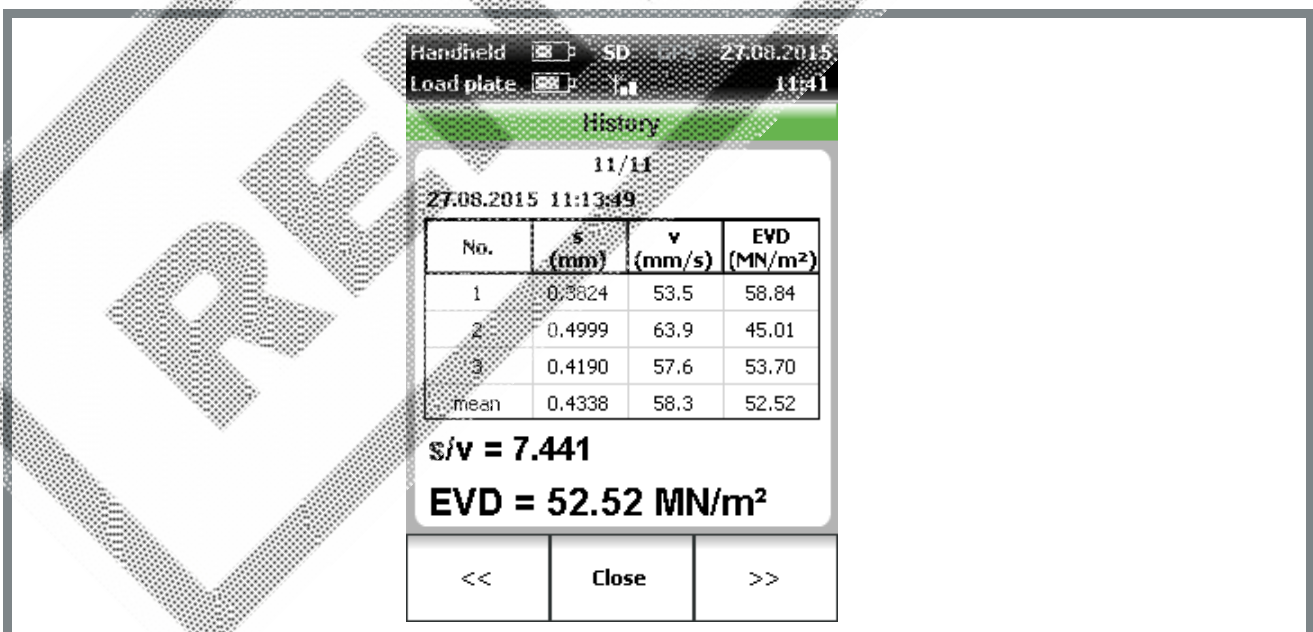 Handheld SD GPS 27.08.2015
Load plate 11:41
History
11/11
27.08.2015 11:13:49
No. s (mm) v (mm/s) EVD (MN/m²)
1 0.3824 53.5 58.84
2 0.4999 63.9 45.01
3 0.4190 57.6 53.70
mean 0.4338 58.3 52.52
s/v = 7.441
EVD = 52.52 MN/m²
<< Close >>